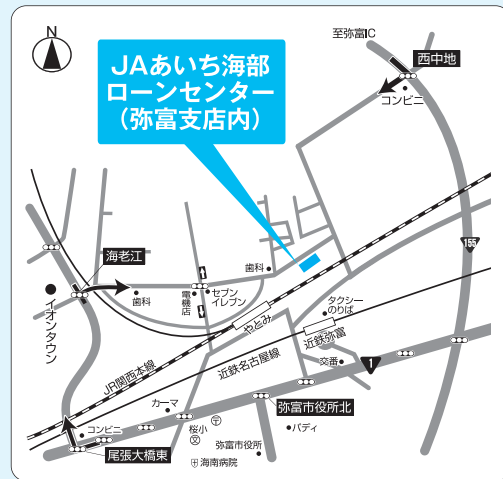 N
至弥富IC
西中地
コンビニ
JAあいち海部
ローンセンター
（弥富支店内）
155
海老江
歯科
イオンタウン
歯科
電機店
セブン
イレブン
やとみ
タクシー
のりば
近鉄弥富
JR関西本線
近鉄名古屋線
交番
1
カーマ
弥富市役所北
桜小
〒
文
パディ
コンビニ
尾張大橋東
弥富市役所
海南病院